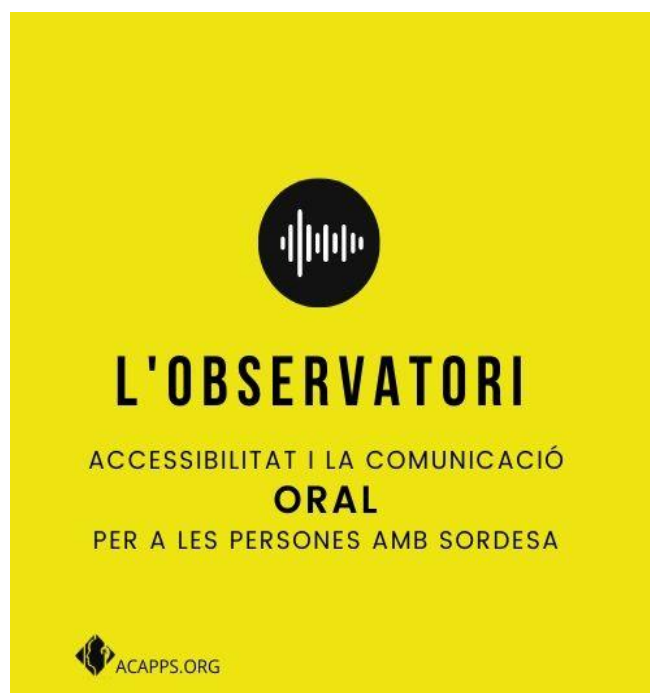 L'OBSERVATORI
ACCESSIBILITAT I LA COMUNICACIÓ
ORAL
PER A LES PERSONES AMB SORDESA
ACAPPS.ORG